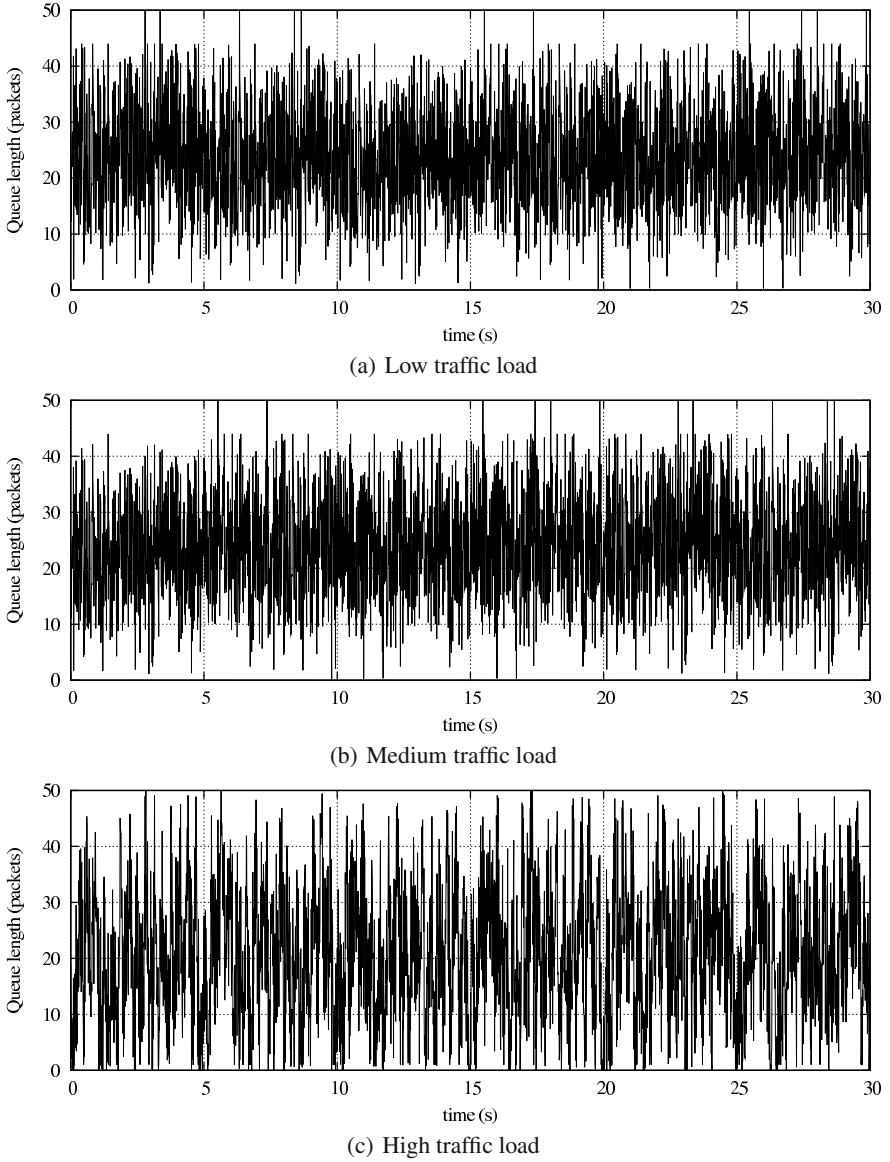 50
40
30
20
10
0
Queue length (packets)
0 5 10 15 20 25 30
time (s)
(a) Low traffic load
50
40
30
20
10
0
Queue length (packets)
0 5 10 15 20 25 30
time (s)
(b) Medium traffic load
50
40
30
20
10
0
Queue length (packets)
0 5 10 15 20 25 30
time (s)
(c) High traffic load